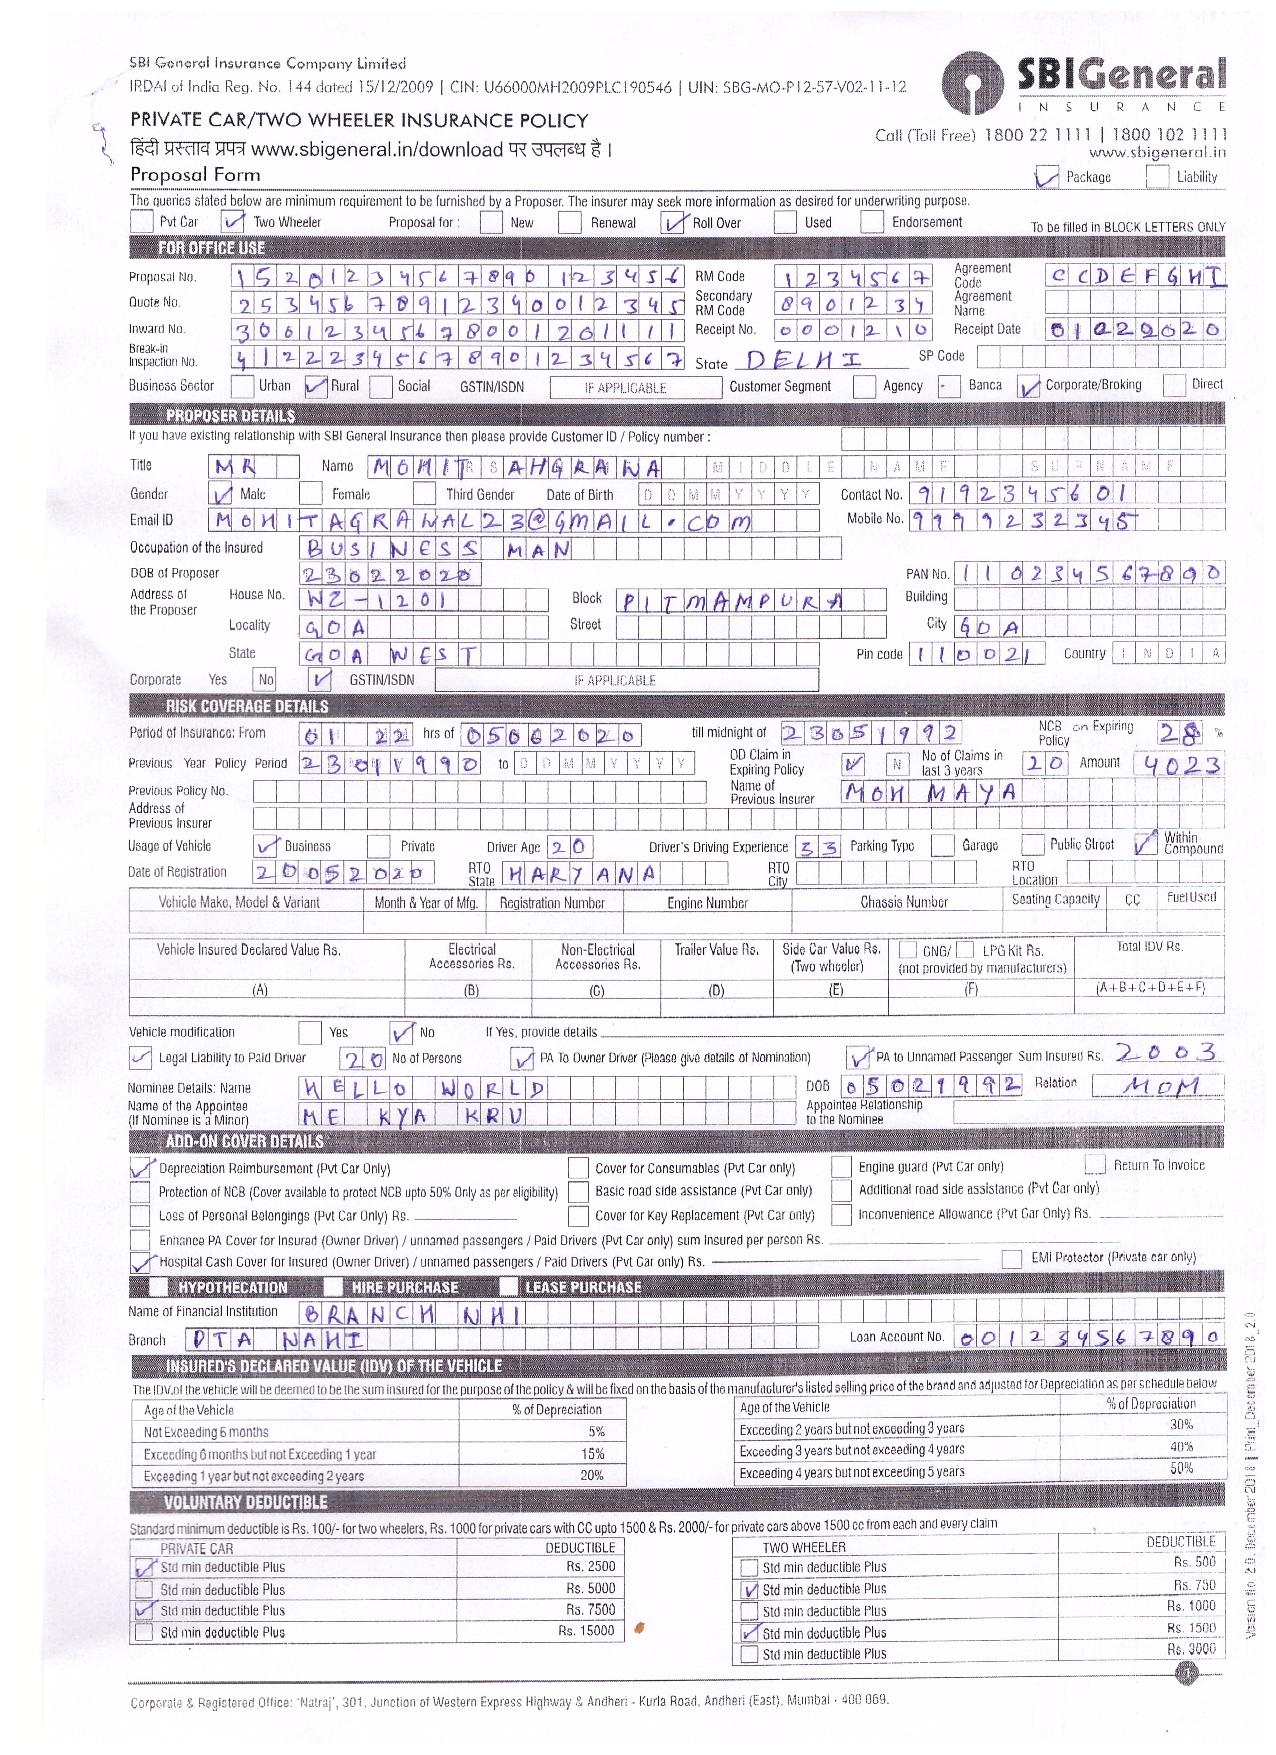 SBI General Insurance Company Limited
IRDAI of India Reg. No. 144 dated 15/12/2009 | CIN: U66000MH2009PLC190546 | UIN: SBG-MO-P12-57-V02-11-12
SBIGeneral
INSURANCE
PRIVATE CAR/TWO WHEELER INSURANCE POLICY
Call (Toll Free) 1800 22 1111 | 1800 102 1111
हिंदी प्रस्ताव प्रपत्र www.sbigeneral.in/download पर उपलब्ध है ।
www.sbigeneral.in
Proposal Form
Package Liability
The queries stated below are minimum requirement to be furnished by a Proposer. The insurer may seek more information as desired for underwriting purpose.
Pvt Car Two Wheeler Proposal for : New Renewal Roll Over Used Endorsement To be filled in BLOCK LETTERS ONLY
FOR OFFICE USE
Proposal No. 15201234567890123456 RM Code 1234567 Agreement Code CCDEFGHI
Quote No. 25345678912340012345 Secondary RM Code 8901234 Agreement Name
Inward No. 30612345678001201111 Receipt No. 0001210 Receipt Date 01022020
Break-in Inspection No. 41222345678901234567 State DELHI SP Code
Business Sector Urban Rural Social GSTIN/ISDN IF APPLICABLE Customer Segment Agency Banca Corporate/Broking Direct
PROPOSER DETAILS
If you have existing relationship with SBI General Insurance then please provide Customer ID / Policy number :
Title MR Name MOHIT AHGRAWA MIDDLE NAME SURNAME
Gender Male Female Third Gender Date of Birth DDMMYYYY Contact No. 9192345601
Email ID MOHITAGRAWAL23@GMAIL.COM Mobile No. 9999232345
Occupation of the Insured BUSINESS MAN
DOB of Proposer 23022020 PAN No. 110234567890
Address of the Proposer House No. WZ-1201 Block PITMAMPURA Building
Locality GOA Street City GOA
State GOA WEST Pin code 110021 Country INDIA
Corporate Yes No GSTIN/ISDN IF APPLICABLE
RISK COVERAGE DETAILS
Period of Insurance: From 01 22 hrs of 05062020 till midnight of 23051992 NCB on Expiring Policy 28 %
Previous Year Policy Period 23011990 to DDMMYYYY OD Claim in Expiring Policy Y N No of Claims in last 3 years 20 Amount 4023
Previous Policy No. Name of Previous Insurer MOH MAYA
Address of Previous Insurer
Usage of Vehicle Business Private Driver Age 20 Driver's Driving Experience 33 Parking Type Garage Public Street Within Compound
Date of Registration 20052020 RTO State HARYANA RTO City RTO Location
Vehicle Make, Model & Variant Month & Year of Mfg. Registration Number Engine Number Chassis Number Seating Capacity CC Fuel Used
Vehicle Insured Declared Value Rs. Electrical Accessories Rs. Non-Electrical Accessories Rs. Trailer Value Rs. Side Car Value Rs. (Two wheeler) CNG/ LPG Kit Rs. (not provided by manufacturers) Total IDV Rs.
(A) (B) (C) (D) (E) (F) (A+B+C+D+E+F)
Vehicle modification Yes No If Yes, provide details
Legal Liability to Paid Driver 20 No of Persons PA To Owner Driver (Please give details of Nomination) PA to Unnamed Passenger Sum Insured Rs. 2003
Nominee Details: Name HELLO WORLD DOB 05021992 Relation MOM
Name of the Appointee (If Nominee is a Minor) ME KYA KRU Appointee Relationship to the Nominee
ADD-ON COVER DETAILS
Depreciation Reimbursement (Pvt Car Only) Cover for Consumables (Pvt Car only) Engine guard (Pvt Car only) Return To Invoice
Protection of NCB (Cover available to protect NCB upto 50% Only as per eligibility) Basic road side assistance (Pvt Car only) Additional road side assistance (Pvt Car only)
Loss of Personal Belongings (Pvt Car Only) Rs. Cover for Key Replacement (Pvt Car only) Inconvenience Allowance (Pvt Car Only) Rs.
Enhance PA Cover for Insured (Owner Driver) / unnamed passengers / Paid Drivers (Pvt Car only) sum Insured per person Rs.
Hospital Cash Cover for Insured (Owner Driver) / unnamed passengers / Paid Drivers (Pvt Car only) Rs. EMI Protector (Private car only)
HYPOTHECATION HIRE PURCHASE LEASE PURCHASE
Name of Financial Institution BRANCH NHI
Branch PTA NAHI Loan Account No. 001234567890
INSURED'S DECLARED VALUE (IDV) OF THE VEHICLE
The IDV of the vehicle will be deemed to be the sum insured for the purpose of the policy & will be fixed on the basis of the manufacturer's listed selling price of the brand and adjusted for Depreciation as per schedule below
Age of the Vehicle % of Depreciation Age of the Vehicle % of Depreciation
Not Exceeding 6 months 5% Exceeding 2 years but not exceeding 3 years 30%
Exceeding 6 months but not Exceeding 1 year 15% Exceeding 3 years but not exceeding 4 years 40%
Exceeding 1 year but not exceeding 2 years 20% Exceeding 4 years but not exceeding 5 years 50%
VOLUNTARY DEDUCTIBLE
Standard minimum deductible is Rs. 100/- for two wheelers, Rs. 1000 for private cars with CC upto 1500 & Rs. 2000/- for private cars above 1500 cc from each and every claim
PRIVATE CAR DEDUCTIBLE TWO WHEELER DEDUCTIBLE
Std min deductible Plus Rs. 2500 Std min deductible Plus Rs. 500
Std min deductible Plus Rs. 5000 Std min deductible Plus Rs. 750
Std min deductible Plus Rs. 7500 Std min deductible Plus Rs. 1000
Std min deductible Plus Rs. 15000 Std min deductible Plus Rs. 1500
Std min deductible Plus Rs. 3000
1
Corporate & Registered Office: 'Natraj', 301, Junction of Western Express Highway & Andheri - Kurla Road, Andheri (East), Mumbai - 400 069.
Version No. 2.0 December 2018 | Print, December 2018, 2.0